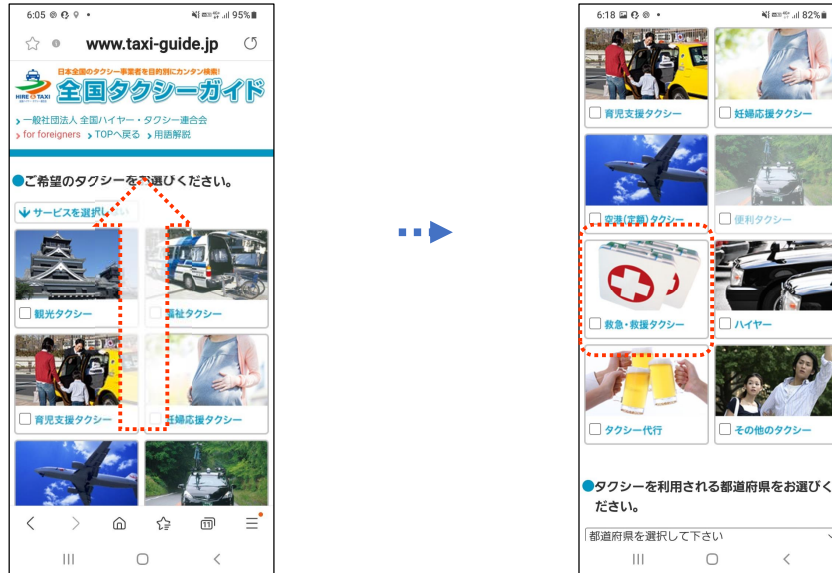 6:05
95%
www.taxi-guide.jp
日本全国のタクシー事業者を目的別にカンタン検索!
HIRE TAXI
全国タクシーガイド
一般社団法人 全国ハイヤー・タクシー連合会
for foreigners TOPへ戻る 用語解説
ご希望のタクシーをお選びください。
サービスを選択
観光タクシー
福祉タクシー
育児支援タクシー
妊婦応援タクシー
11
6:18
82%
育児支援タクシー
妊婦応援タクシー
空港(定額)タクシー
便利タクシー
救急・救援タクシー
ハイヤー
タクシー代行
その他のタクシー
タクシーを利用される都道府県をお選びく
ださい。
都道府県を選択して下さい